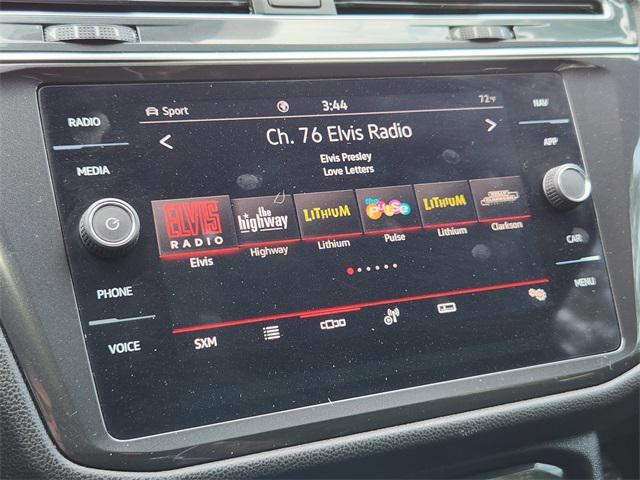 RADIO
Sport
3:44
72°F
NAV
MEDIA
Ch. 76 Elvis Radio
APP
Elvis Presley
Love Letters
ELVIS
RADIO
the
highway
LITHIUM
the
pulse
LITHIUM
Elvis
Highway
Lithium
Pulse
Lithium
Clarkson
CAR
PHONE
MENU
VOICE
SXM